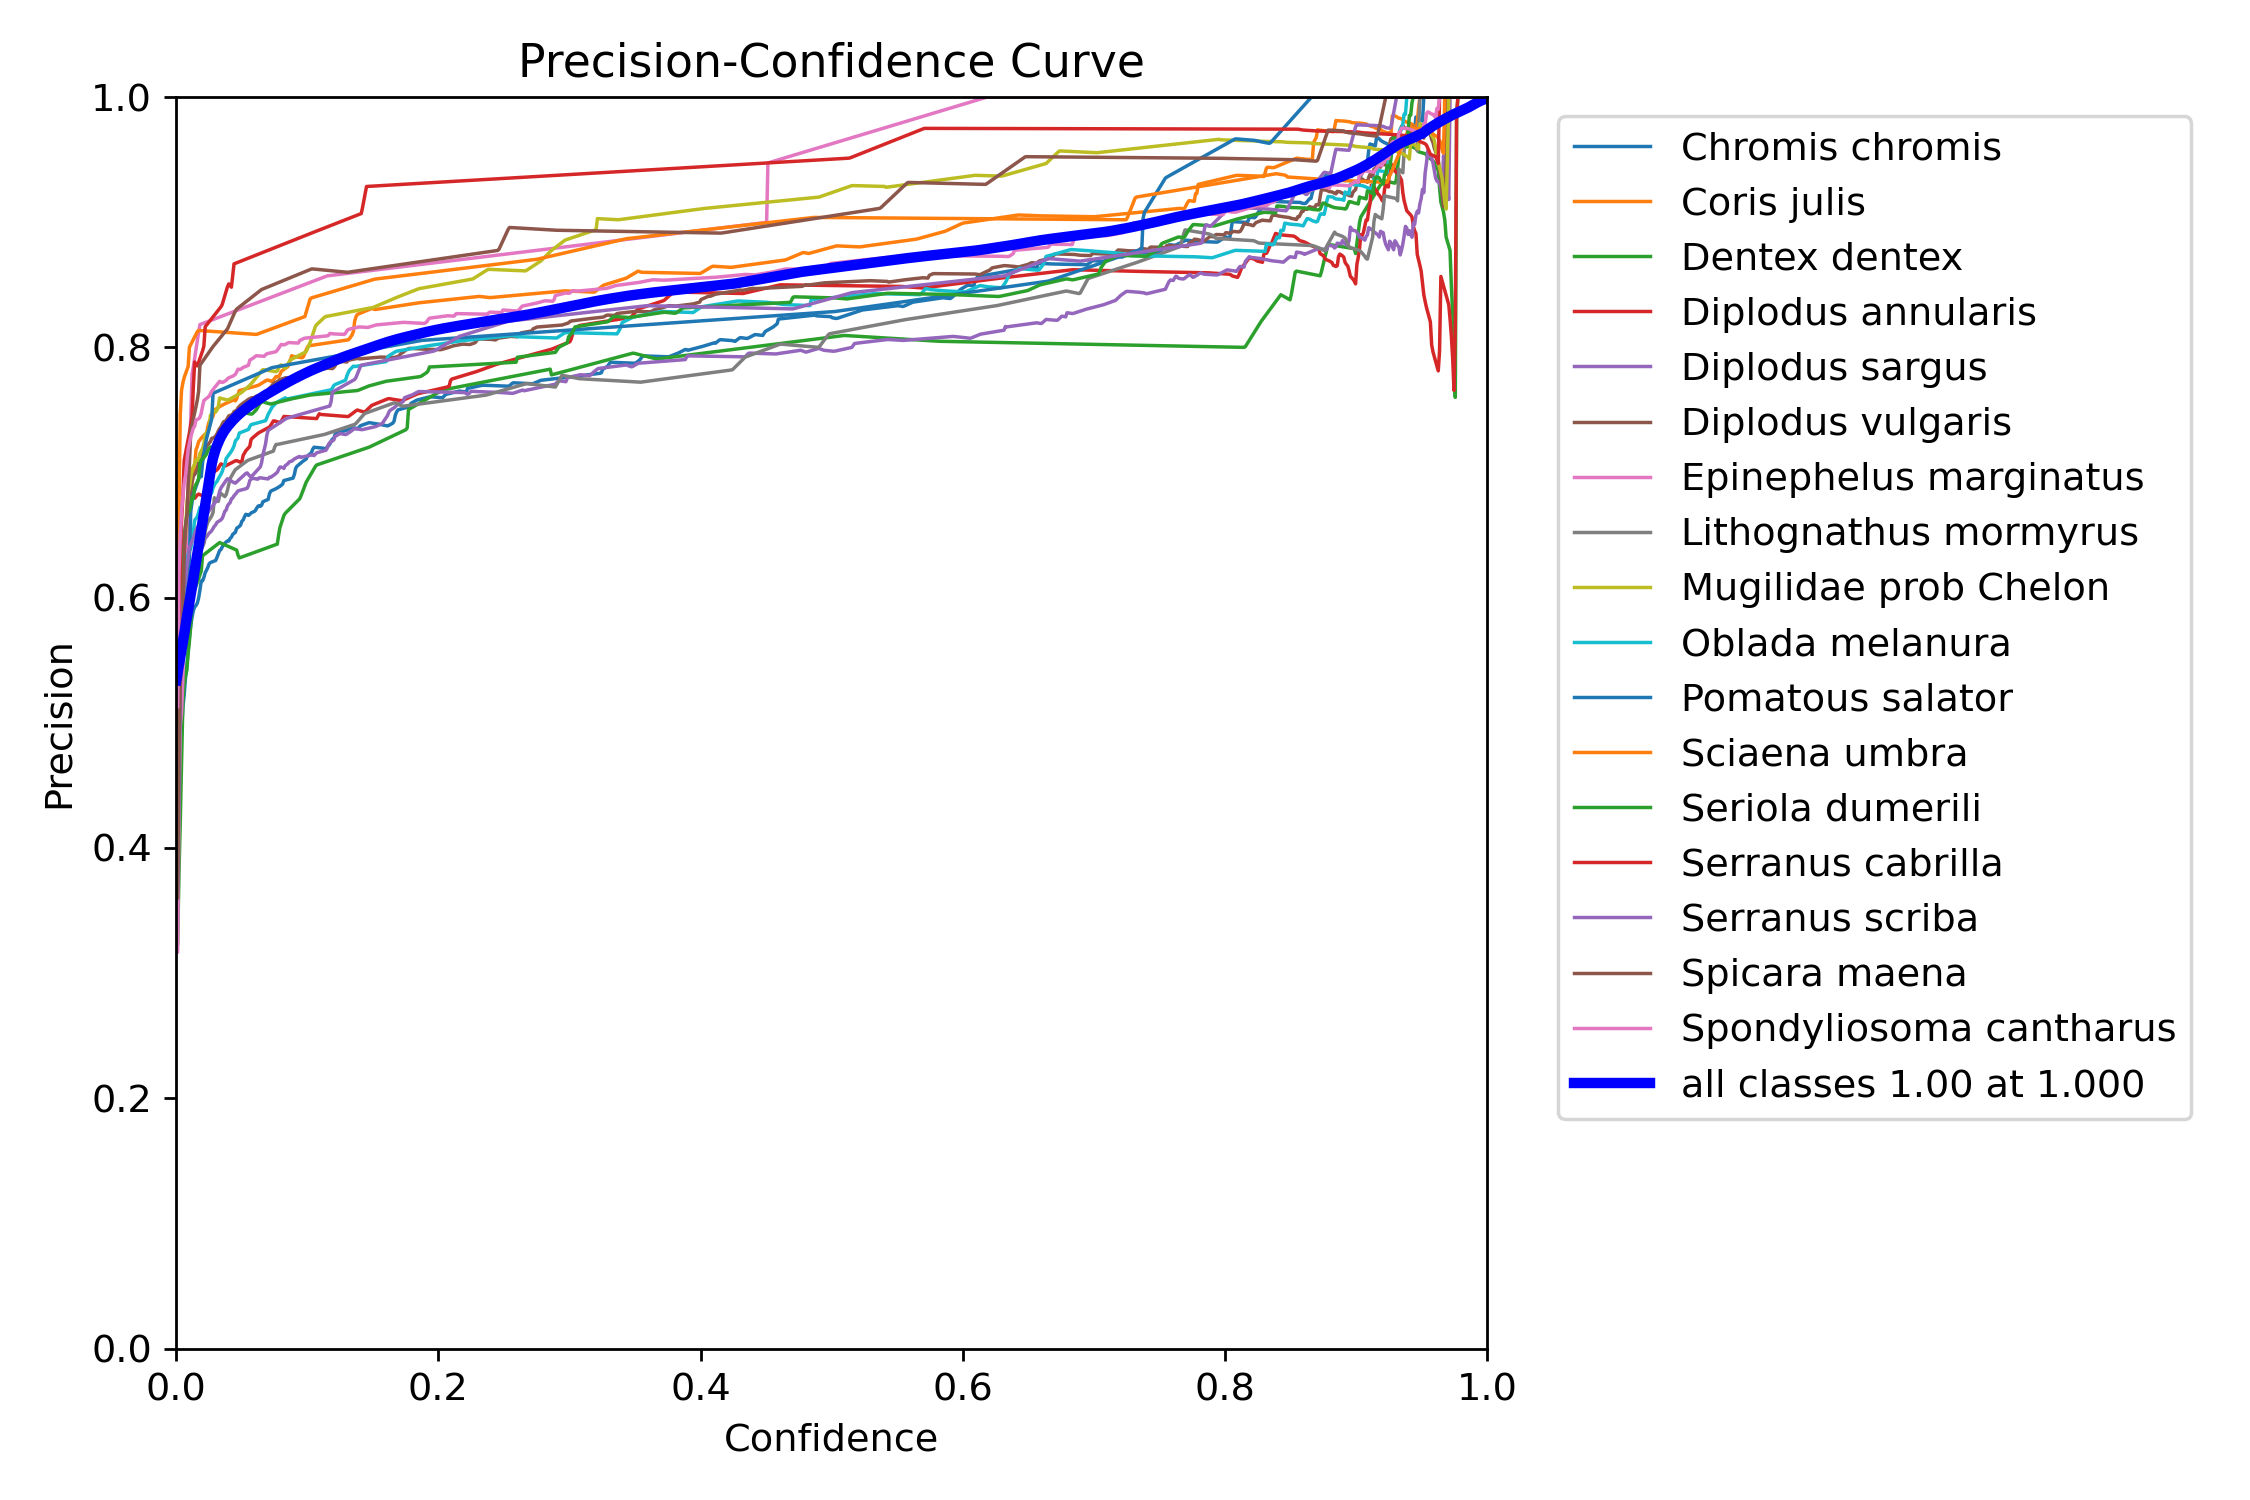 Precision-Confidence Curve
1.0
0.8
0.6
0.4
0.2
0.0
Precision
0.0 0.2 0.4 0.6 0.8 1.0
Confidence
Chromis chromis
Coris julis
Dentex dentex
Diplodus annularis
Diplodus sargus
Diplodus vulgaris
Epinephelus marginatus
Lithognathus mormyrus
Mugilidae prob Chelon
Oblada melanura
Pomatous salator
Sciaena umbra
Seriola dumerili
Serranus cabrilla
Serranus scriba
Spicara maena
Spondyliosoma cantharus
all classes 1.00 at 1.000